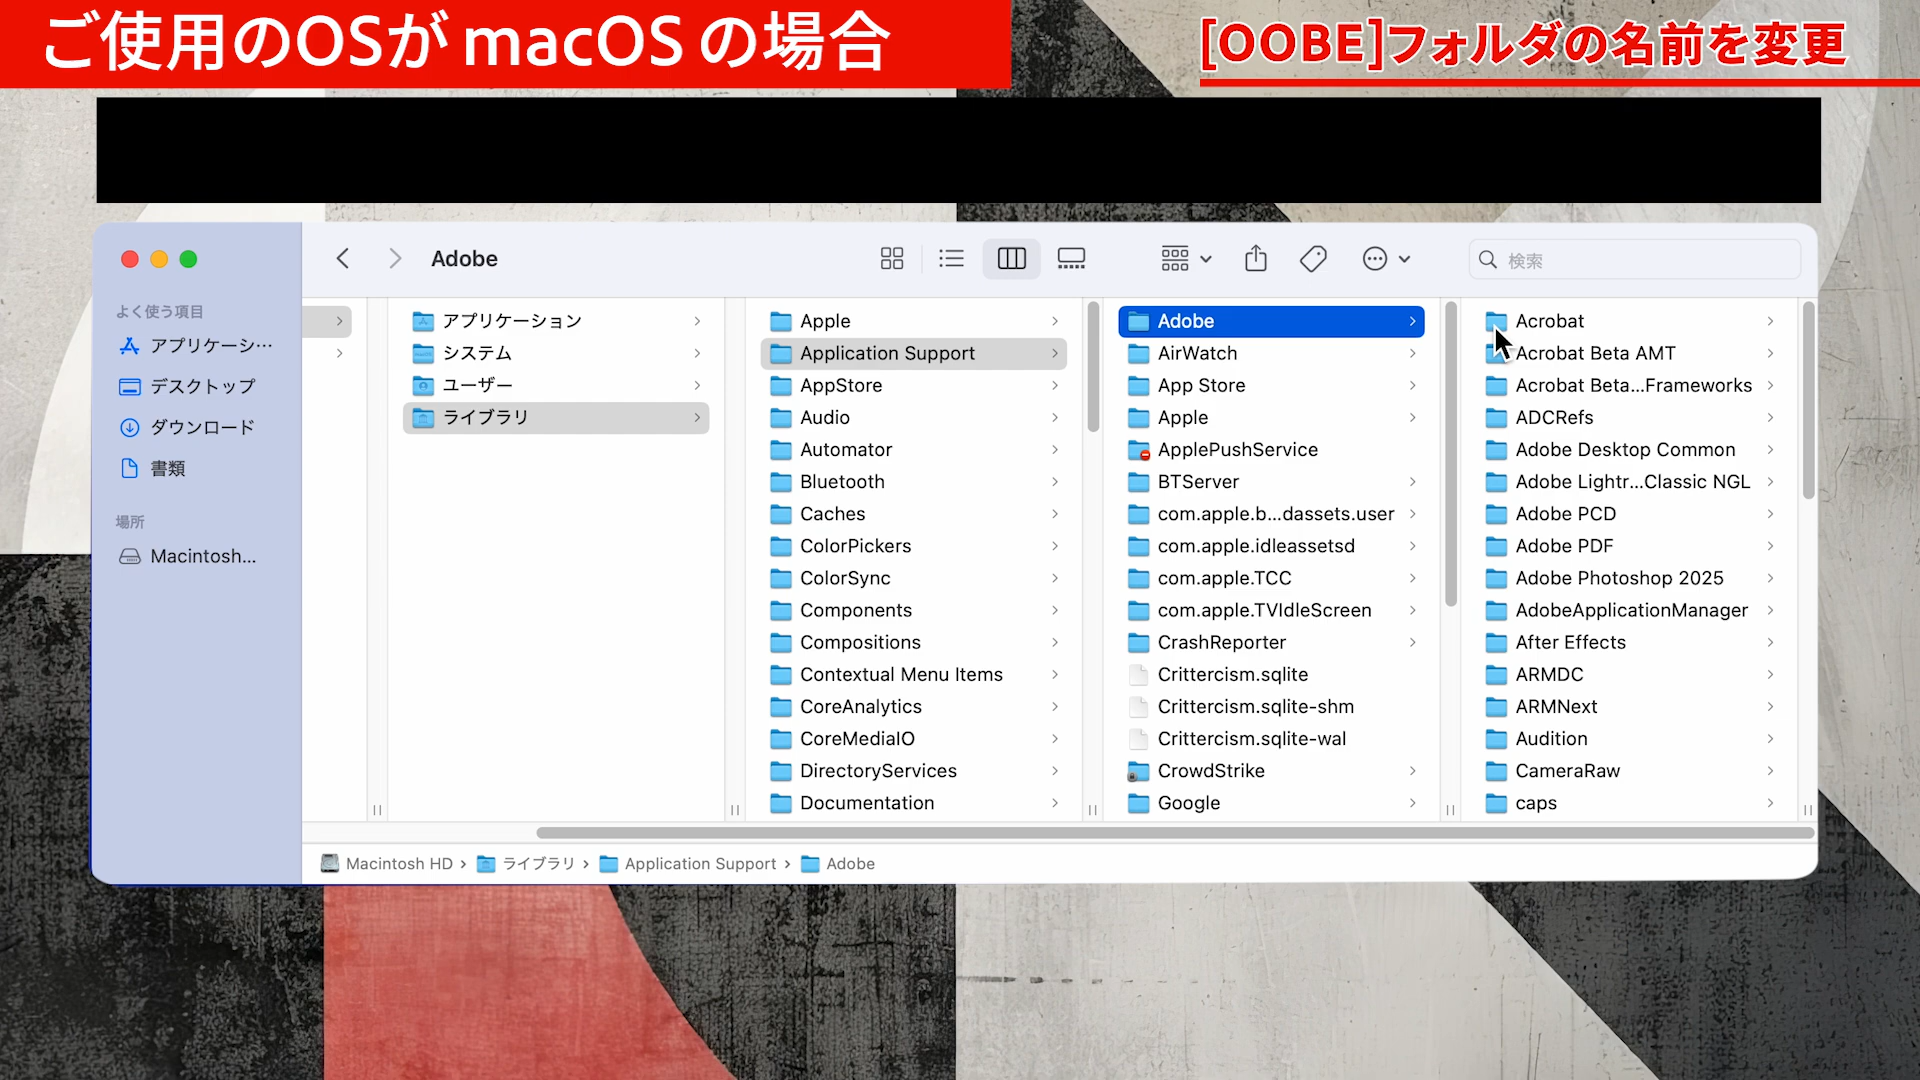 ご使用のOSが macOS の場合
[OOBE]フォルダの名前を変更
Adobe
検索
よく使う項目
アプリケーシ…
デスクトップ
ダウンロード
書類
場所
Macintosh...
アプリケーション
システム
ユーザー
ライブラリ
Apple
Application Support
AppStore
Audio
Automator
Bluetooth
Caches
ColorPickers
ColorSync
Components
Compositions
Contextual Menu Items
CoreAnalytics
CoreMediaIO
DirectoryServices
Documentation
Adobe
AirWatch
App Store
Apple
ApplePushService
BTServer
com.apple.b...dassets.user
com.apple.idleassetsd
com.apple.TCC
com.apple.TVIdleScreen
CrashReporter
Crittercism.sqlite
Crittercism.sqlite-shm
Crittercism.sqlite-wal
CrowdStrike
Google
Acrobat
Acrobat Beta AMT
Acrobat Beta...Frameworks
ADCRefs
Adobe Desktop Common
Adobe Lightr...Classic NGL
Adobe PCD
Adobe PDF
Adobe Photoshop 2025
AdobeApplicationManager
After Effects
ARMDC
ARMNext
Audition
CameraRaw
caps
Macintosh HD › ライブラリ › Application Support › Adobe